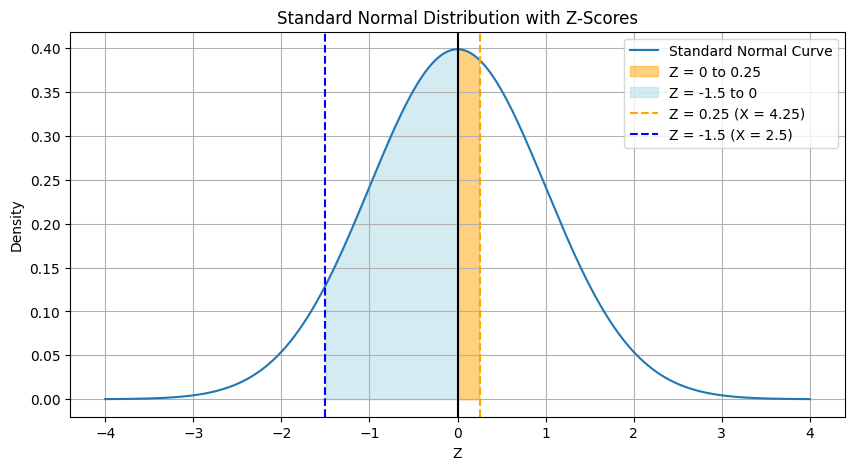 Standard Normal Distribution with Z-Scores
Standard Normal Curve
Z = 0 to 0.25
Z = -1.5 to 0
Z = 0.25 (X = 4.25)
Z = -1.5 (X = 2.5)
Density
0.40
0.35
0.30
0.25
0.20
0.15
0.10
0.05
0.00
−4 −3 −2 −1 0 1 2 3 4
Z